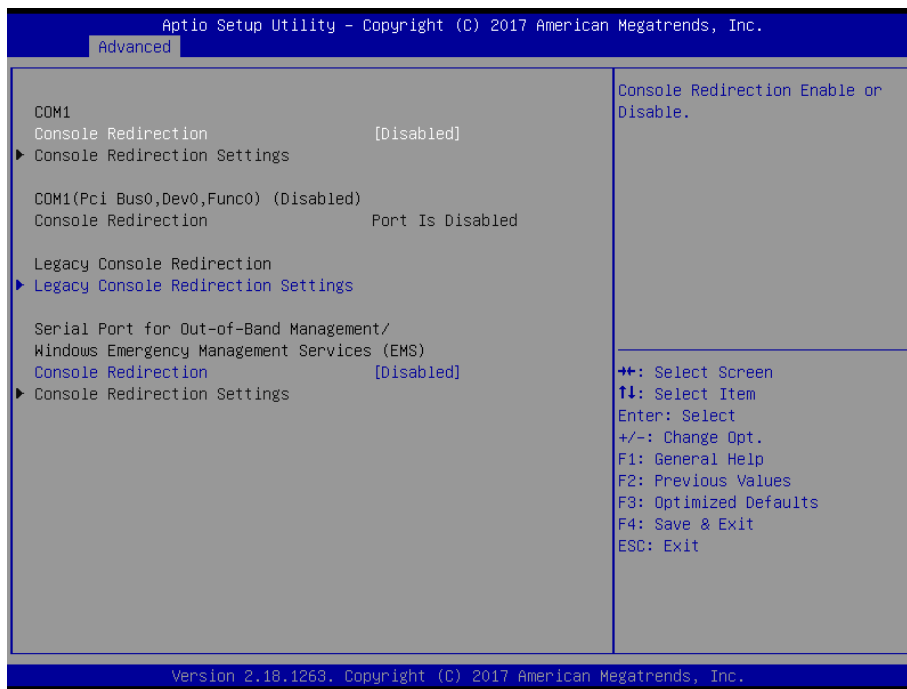 Aptio Setup Utility – Copyright (C) 2017 American Megatrends, Inc.
Advanced
COM1
Console Redirection [Disabled]
▶ Console Redirection Settings
COM1(Pci Bus0,Dev0,Func0) (Disabled)
Console Redirection Port Is Disabled
Legacy Console Redirection
▶ Legacy Console Redirection Settings
Serial Port for Out-of-Band Management/
Windows Emergency Management Services (EMS)
Console Redirection [Disabled]
▶ Console Redirection Settings
Console Redirection Enable or
Disable.
→←: Select Screen
↑↓: Select Item
Enter: Select
+/-: Change Opt.
F1: General Help
F2: Previous Values
F3: Optimized Defaults
F4: Save & Exit
ESC: Exit
Version 2.18.1263. Copyright (C) 2017 American Megatrends, Inc.